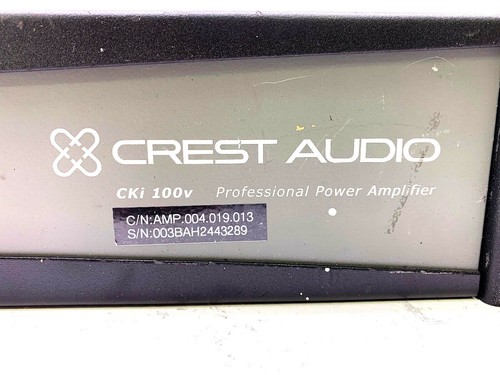 CREST AUDIO
CKi 100v Professional Power Amplifier
C/N:AMP.004.019.013
S/N:003BAH2443289